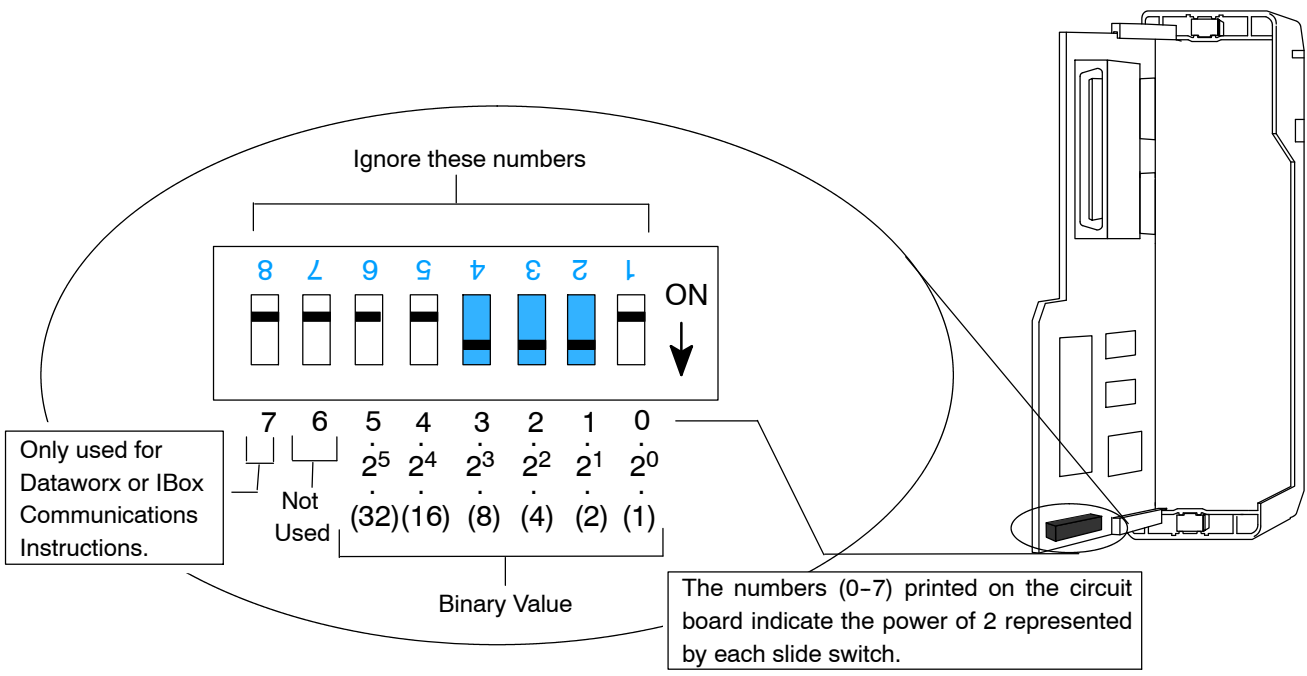 Ignore these numbers
8 7 6 5 4 3 2 1
ON
7 6 5 4 3 2 1 0
2⁵ 2⁴ 2³ 2² 2¹ 2⁰
(32) (16) (8) (4) (2) (1)
Not
Used
Binary Value
Only used for
Dataworx or IBox
Communications
Instructions.
The numbers (0–7) printed on the circuit
board indicate the power of 2 represented
by each slide switch.